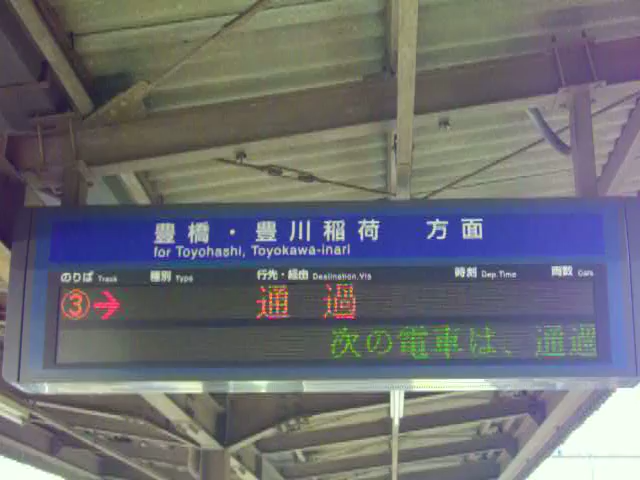 豊橋・豊川稲荷 方面
for Toyohashi, Toyokawa-inari
のりば Track 種別 Type 行先・経由 Destination.Via 時刻 Dep.Time 両数 Cars
③→ 通過
次の電車は、通過